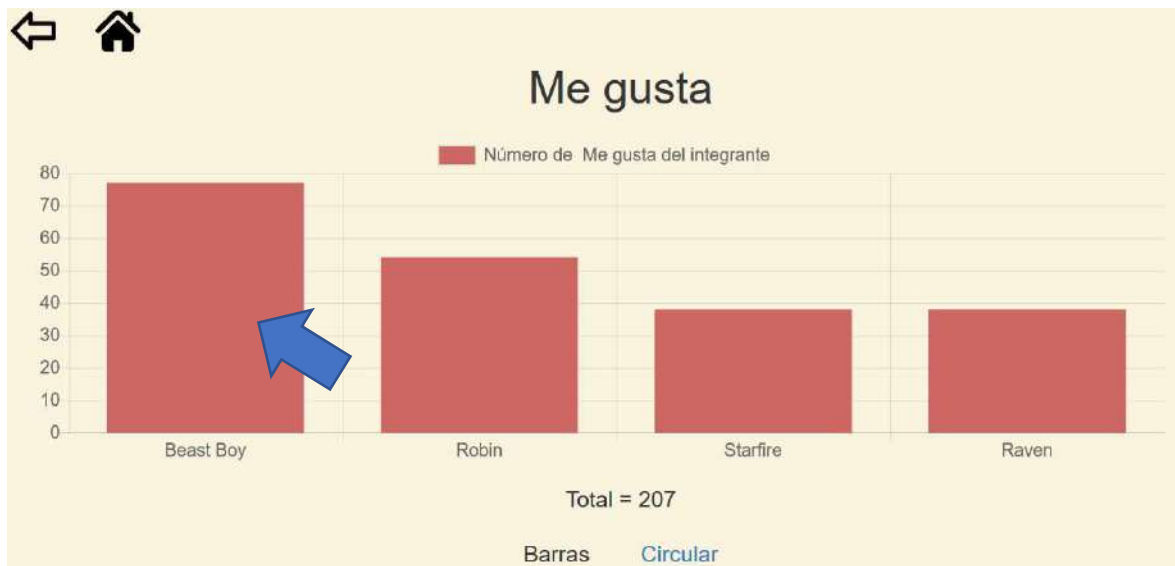 Me gusta
Número de Me gusta del integrante
80
70
60
50
40
30
20
10
0
Beast Boy Robin Starfire Raven
Total = 207
Barras Circular